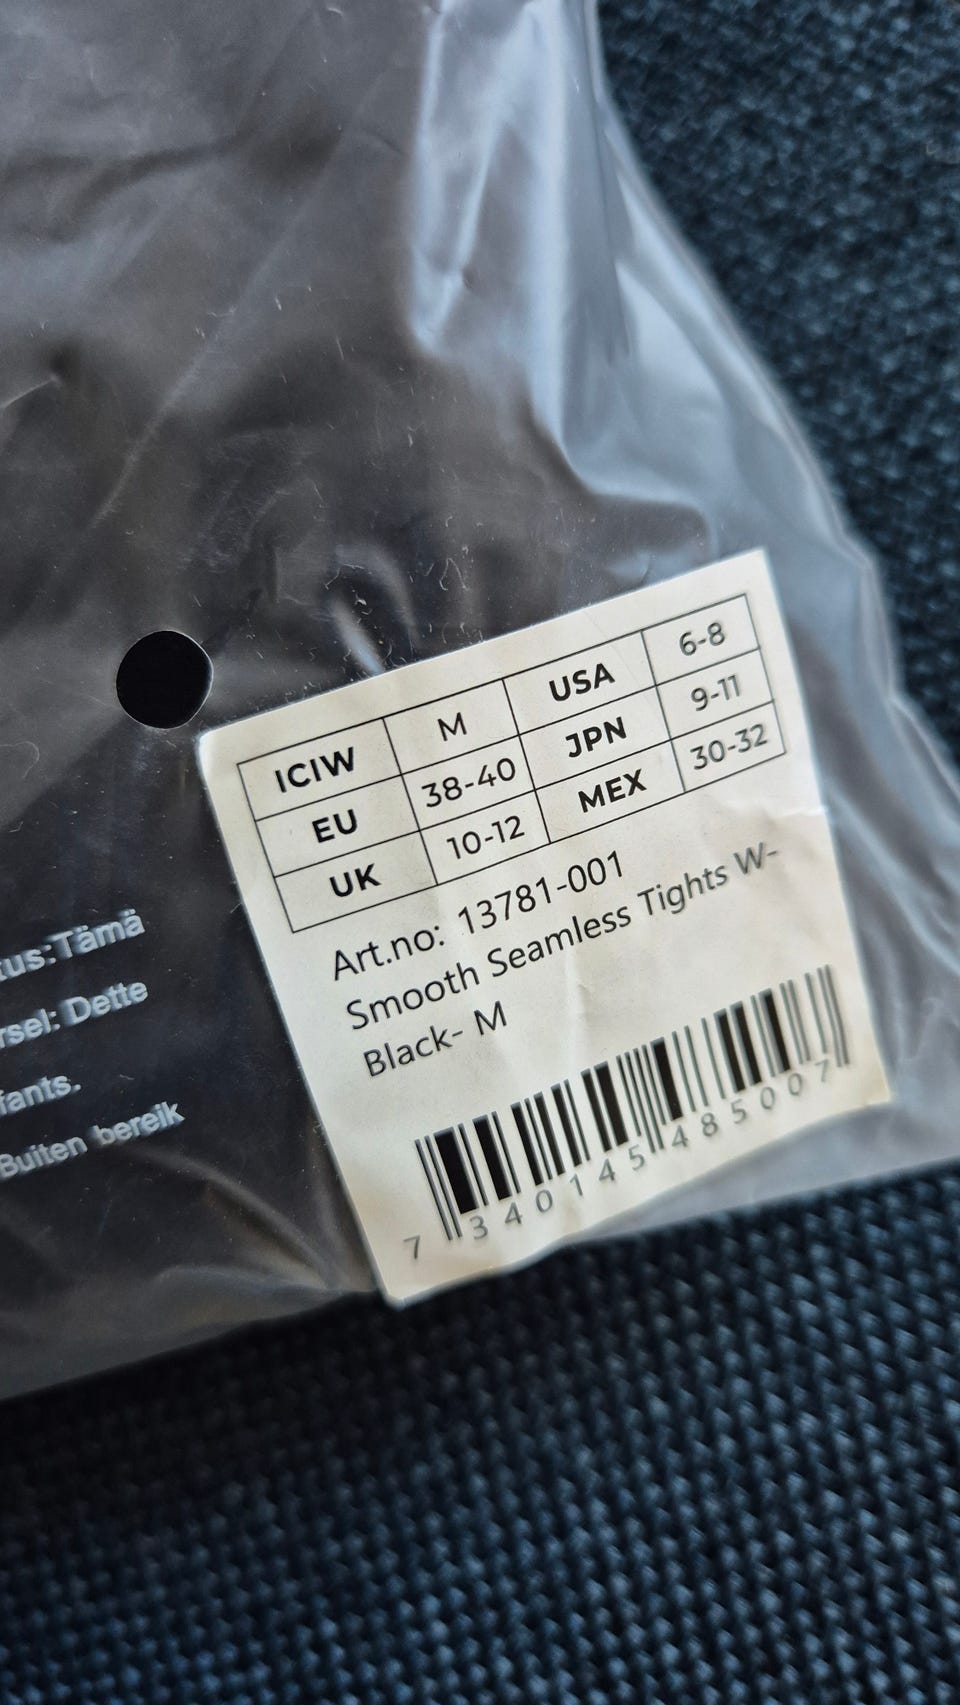 ICIW M USA 6-8
EU 38-40 JPN 9-11
UK 10-12 MEX 30-32
Art.no: 13781-001
Smooth Seamless Tights W-
Black- M
7 340145 485007
tus:Tämä
rsel: Dette
fants.
Buiten bereik